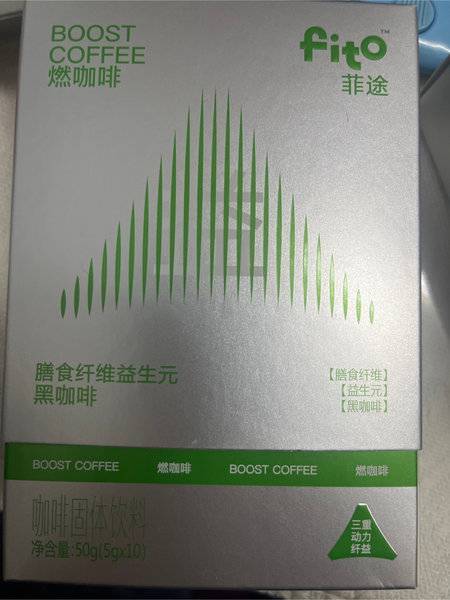 BOOST
COFFEE
燃咖啡
fito™
菲途
膳食纤维益生元
黑咖啡
【膳食纤维】
【益生元】
【黑咖啡】
BOOST COFFEE 燃咖啡 BOOST COFFEE 燃咖啡
咖啡固体饮料
净含量:50g(5gx10)
三重
动力
纤益